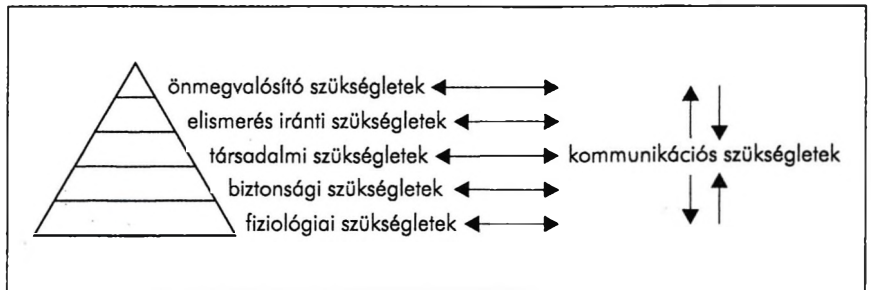 önmegvalósító szükségletek
elismerés iránti szükségletek
társadalmi szükségletek kommunikációs szükségletek
biztonsági szükségletek
fiziológiai szükségletek